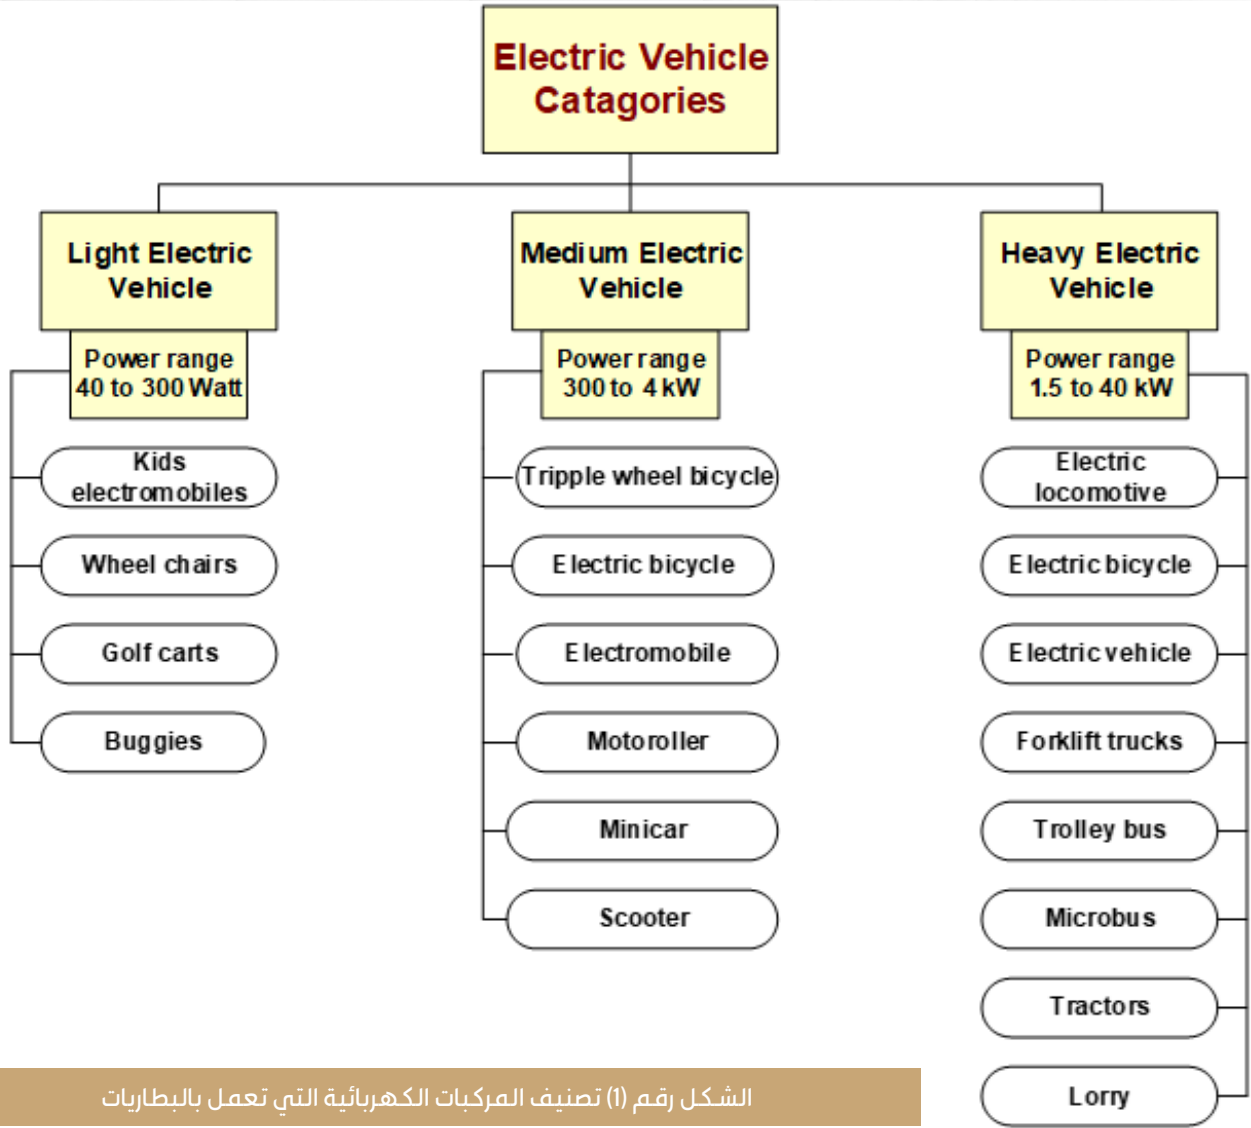 Electric Vehicle
Catagories
Light Electric
Vehicle
Power range
40 to 300 Watt
Kids
electromobiles
Wheel chairs
Golf carts
Buggies
Medium Electric
Vehicle
Power range
300 to 4 kW
Tripple wheel bicycle
Electric bicycle
Electromobile
Motoroller
Minicar
Scooter
Heavy Electric
Vehicle
Power range
1.5 to 40 kW
Electric
locomotive
Electric bicycle
Electric vehicle
Forklift trucks
Trolley bus
Microbus
Tractors
Lorry
الشكل رقم (1) تصنيف المركبات الكهربائية التي تعمل بالبطاريات